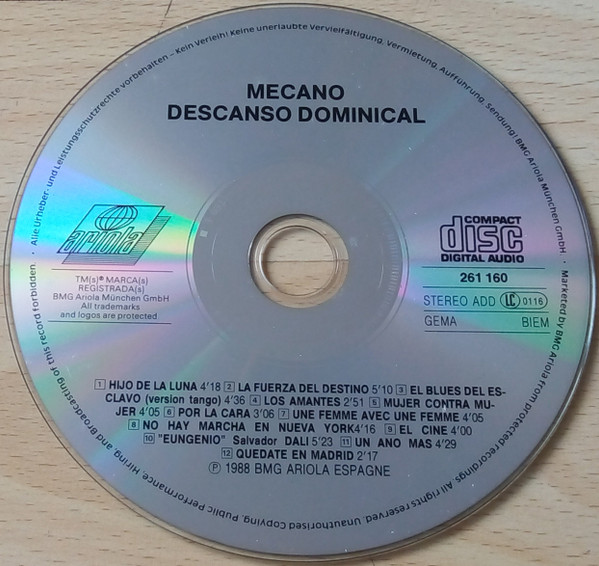 MECANO
DESCANSO DOMINICAL
ariola
TM(s)® MARCA(s)
REGISTRADA(s)
BMG Ariola München GmbH
All trademarks
and logos are protected
COMPACT
disc
DIGITAL AUDIO
261 160
STEREO ADD LC 0116
GEMA BIEM
1 HIJO DE LA LUNA 4'18 2 LA FUERZA DEL DESTINO 5'10 3 EL BLUES DEL ES-
CLAVO (version tango) 4'36 4 LOS AMANTES 2'51 5 MUJER CONTRA MU-
JER 4'05 6 POR LA CARA 3'06 7 UNE FEMME AVEC UNE FEMME 4'05
8 NO HAY MARCHA EN NUEVA YORK 4'16 9 EL CINE 4'00
10 "EUNGENIO" Salvador DALI 5'23 11 UN ANO MAS 4'29
12 QUEDATE EN MADRID 2'17
℗ 1988 BMG ARIOLA ESPAGNE
· Alle Urheber- und Leistungsschutzrechte vorbehalten – Kein Verleih! Keine unerlaubte Vervielfältigung, Vermietung, Aufführung, Sendung! BMG Ariola München GmbH · Marketed by BMG Ariola from protected recordings. All rights reserved. Unauthorised Copying, Public Performance, Hiring, and Broadcasting of this record forbidden